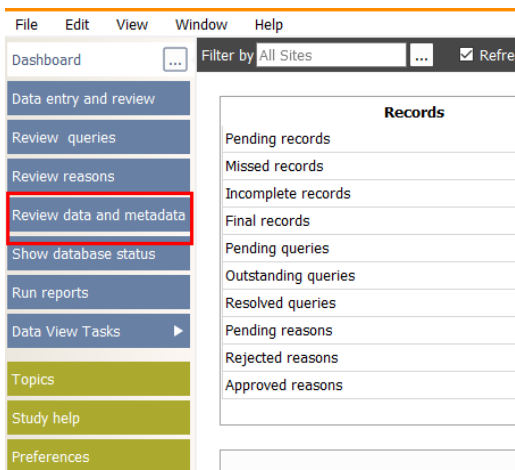 File Edit View Window Help
Dashboard ...
Filter by All Sites ... Refre
Data entry and review
Review queries
Review reasons
Review data and metadata
Show database status
Run reports
Data View Tasks
Topics
Study help
Preferences
Records
Pending records
Missed records
Incomplete records
Final records
Pending queries
Outstanding queries
Resolved queries
Pending reasons
Rejected reasons
Approved reasons